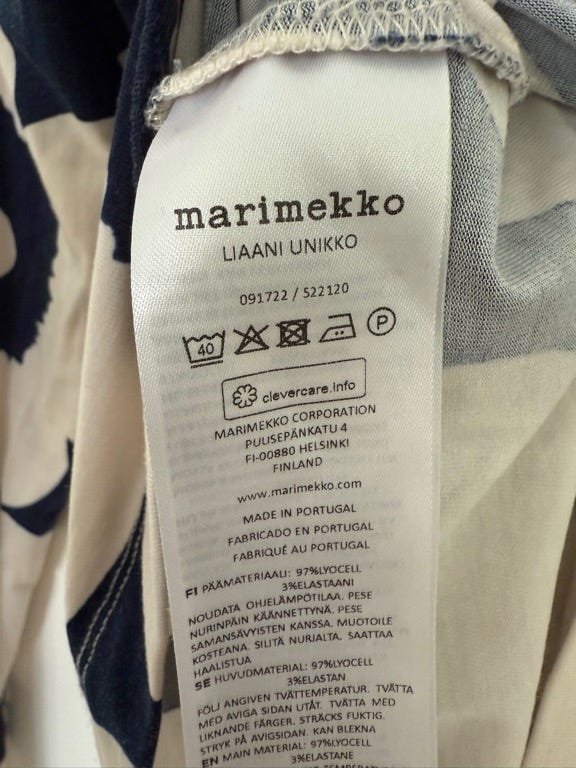 marimekko
LIAANI UNIKKO
091722 / 522120
40
P
clevercare.info
MARIMEKKO CORPORATION
PUUSEPÄNKATU 4
FI-00880 HELSINKI
FINLAND
www.marimekko.com
MADE IN PORTUGAL
FABRICADO EN PORTUGAL
FABRIQUÉ AU PORTUGAL
FI PÄÄMATERIAALI: 97%LYOCELL
3%ELASTAANI
NOUDATA OHJELÄMPÖTILAA. PESE
NURINPÄIN KÄÄNNETTYNÄ. PESE
SAMANSÄVYISTEN KANSSA. MUOTOILE
KOSTEANA. SILITÄ NURJALTA. SAATTAA
HAALISTUA
SE HUVUDMATERIAL: 97%LYOCELL
3%ELASTAN
FÖLJ ANGIVEN TVÄTTEMPERATUR. TVÄTTA
MED AVIGA SIDAN UTÅT. TVÄTTA MED
LIKNANDE FÄRGER. STRÄCKS FUKTIG.
STRYK PÅ AVIGSIDAN. KAN BLEKNA
EN MAIN MATERIAL: 97%LYOCELL
3%ELASTANE